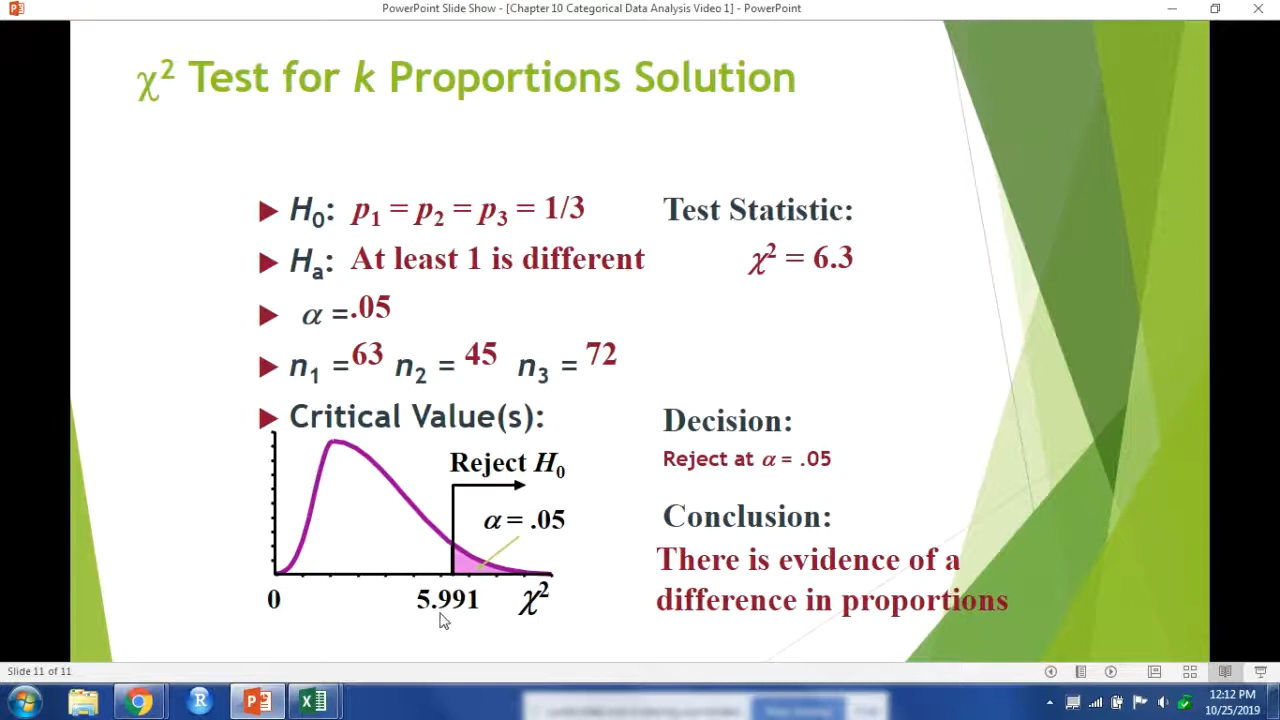 PowerPoint Slide Show - [Chapter 10 Categorical Data Analysis Video 1] - PowerPoint
χ² Test for k Proportions Solution
H₀: p₁ = p₂ = p₃ = 1/3
Hₐ: At least 1 is different
α =.05
n₁ =63 n₂ = 45 n₃ = 72
Critical Value(s):
Reject H₀
α = .05
0 5.991 χ²
Test Statistic:
χ² = 6.3
Decision:
Reject at α = .05
Conclusion:
There is evidence of a
difference in proportions
Slide 11 of 11
12:12 PM
10/25/2019